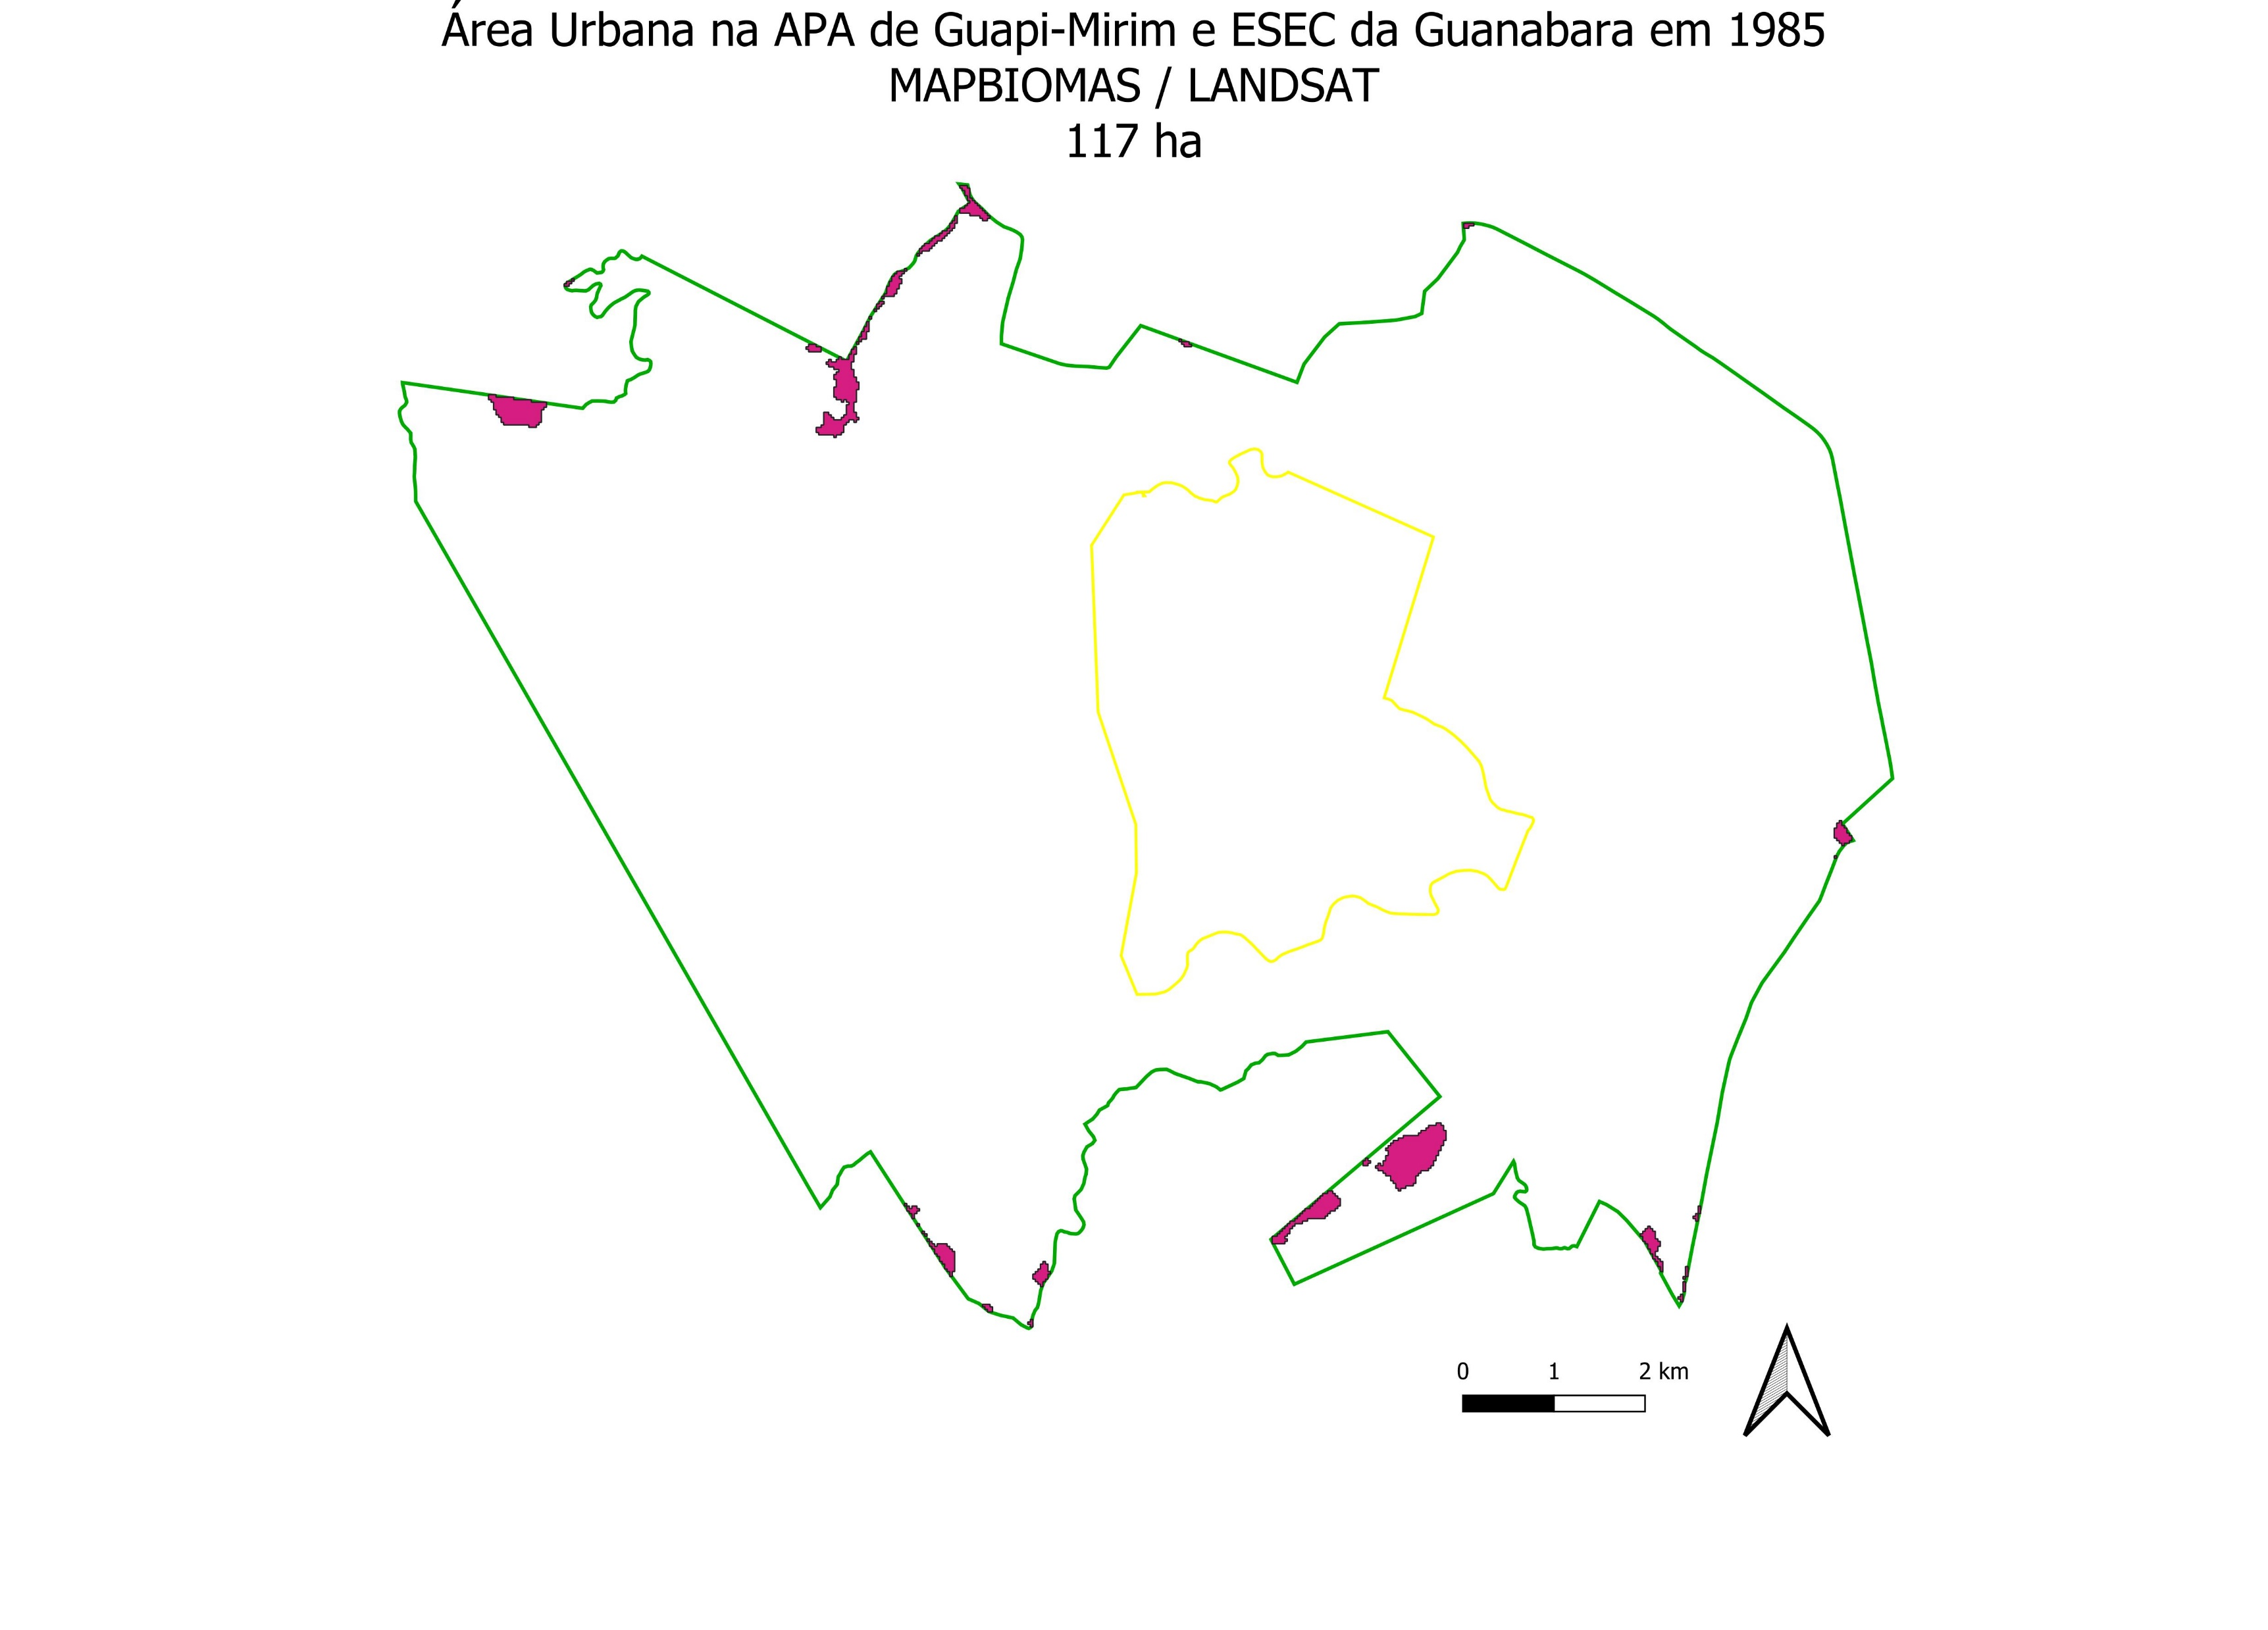 Área Urbana na APA de Guapi-Mirim e ESEC da Guanabara em 1985
MAPBIOMAS / LANDSAT
117 ha
0 1 2 km